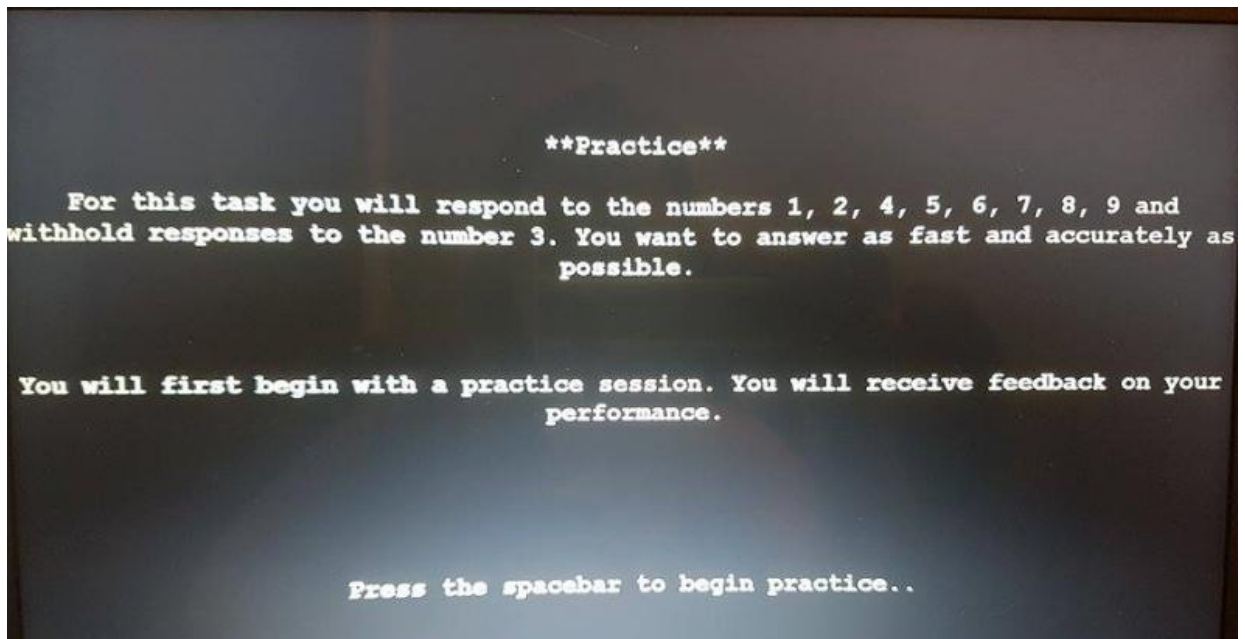 **Practice**
For this task you will respond to the numbers 1, 2, 4, 5, 6, 7, 8, 9 and
withhold responses to the number 3. You want to answer as fast and accurately as
possible.
You will first begin with a practice session. You will receive feedback on your
performance.
Press the spacebar to begin practice..